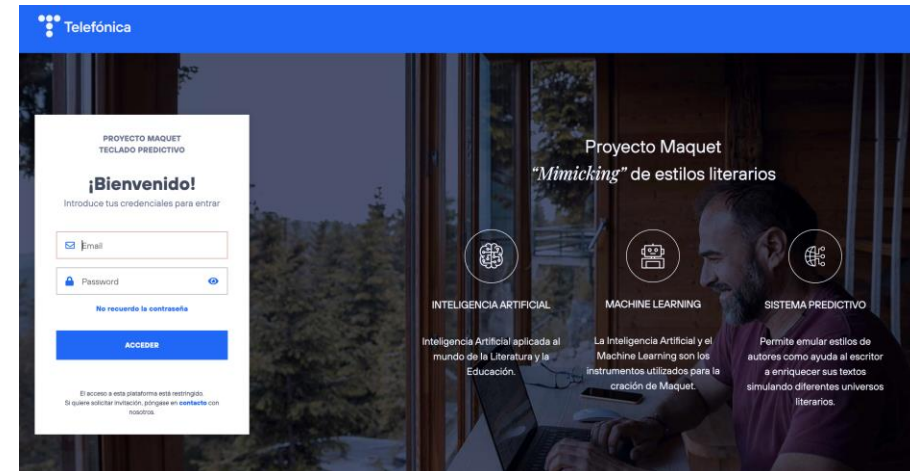 Telefónica
PROYECTO MAQUET
TECLADO PREDICTIVO
¡Bienvenido!
Introduce tus credenciales para entrar
Email
Password
No recuerdo la contraseña
ACCEDER
El acceso a esta plataforma está restringido.
Si quiere solicitar invitación, póngase en contacto con
nosotros.
Proyecto Maquet
“Mimicking” de estilos literarios
INTELIGENCIA ARTIFICIAL
Inteligencia Artificial aplicada al
mundo de la Literatura y la
Educación.
MACHINE LEARNING
La Inteligencia Artificial y el
Machine Learning son los
instrumentos utilizados para la
cración de Maquet.
SISTEMA PREDICTIVO
Permite emular estilos de
autores como ayuda al escritor
a enriquecer sus textos
simulando diferentes universos
literarios.